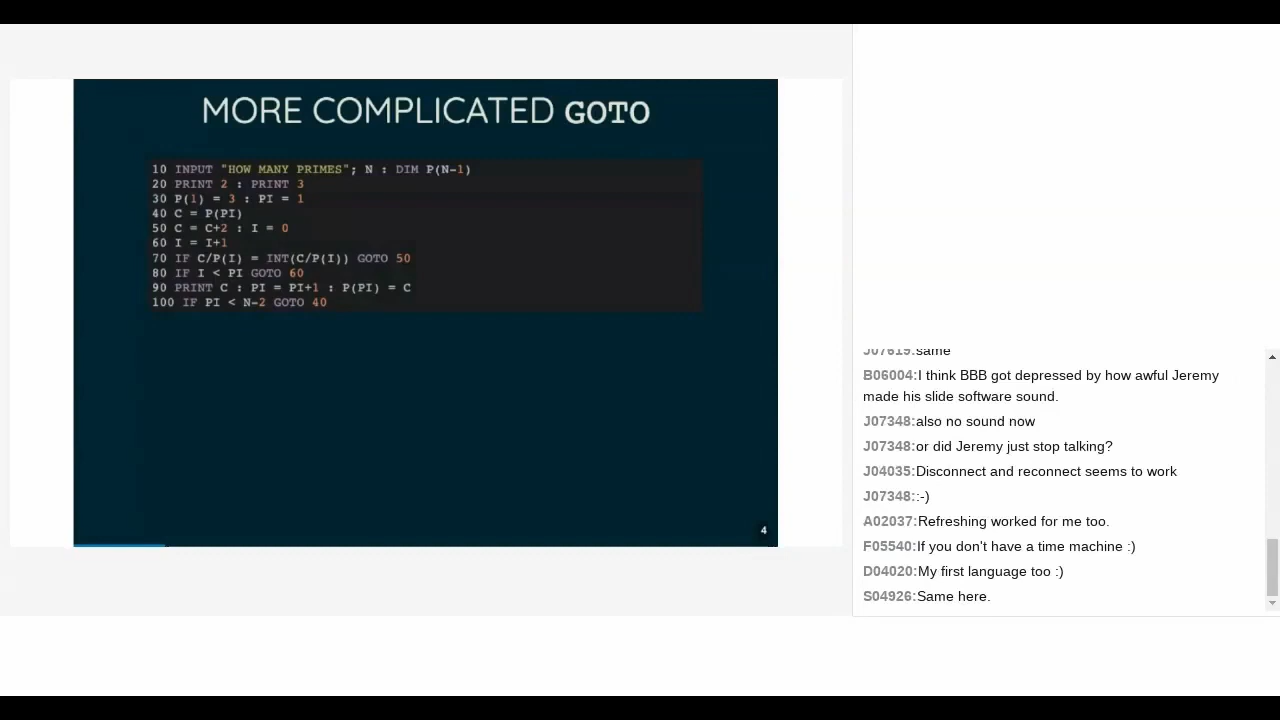 MORE COMPLICATED GOTO
10 INPUT "HOW MANY PRIMES"; N : DIM P(N-1)
20 PRINT 2 : PRINT 3
30 P(1) = 3 : PI = 1
40 C = P(PI)
50 C = C+2 : I = 0
60 I = I+1
70 IF C/P(I) = INT(C/P(I)) GOTO 50
80 IF I < PI GOTO 60
90 PRINT C : PI = PI+1 : P(PI) = C
100 IF PI < N-2 GOTO 40
4
J07619:same
B06004:I think BBB got depressed by how awful Jeremy
made his slide software sound.
J07348:also no sound now
J07348:or did Jeremy just stop talking?
J04035:Disconnect and reconnect seems to work
J07348::-)
A02037:Refreshing worked for me too.
F05540:If you don't have a time machine :)
D04020:My first language too :)
S04926:Same here.